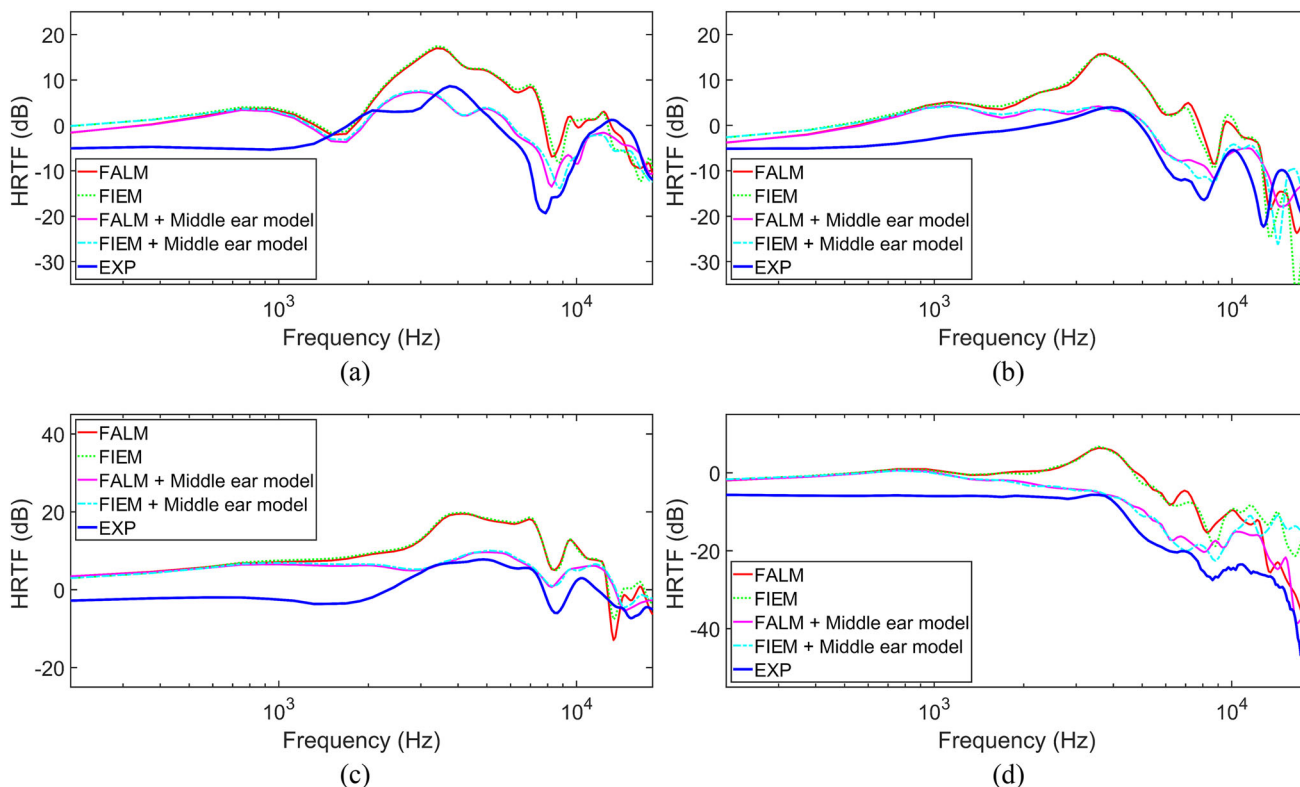 HRTF (dB)
20
10
0
-10
-20
-30
FALM
FIEM
FALM + Middle ear model
FIEM + Middle ear model
EXP
10³
10⁴
Frequency (Hz)
(a)
HRTF (dB)
20
10
0
-10
-20
-30
FALM
FIEM
FALM + Middle ear model
FIEM + Middle ear model
EXP
10³
10⁴
Frequency (Hz)
(b)
HRTF (dB)
40
20
0
-20
FALM
FIEM
FALM + Middle ear model
FIEM + Middle ear model
EXP
10³
10⁴
Frequency (Hz)
(c)
HRTF (dB)
0
-20
-40
FALM
FIEM
FALM + Middle ear model
FIEM + Middle ear model
EXP
10³
10⁴
Frequency (Hz)
(d)